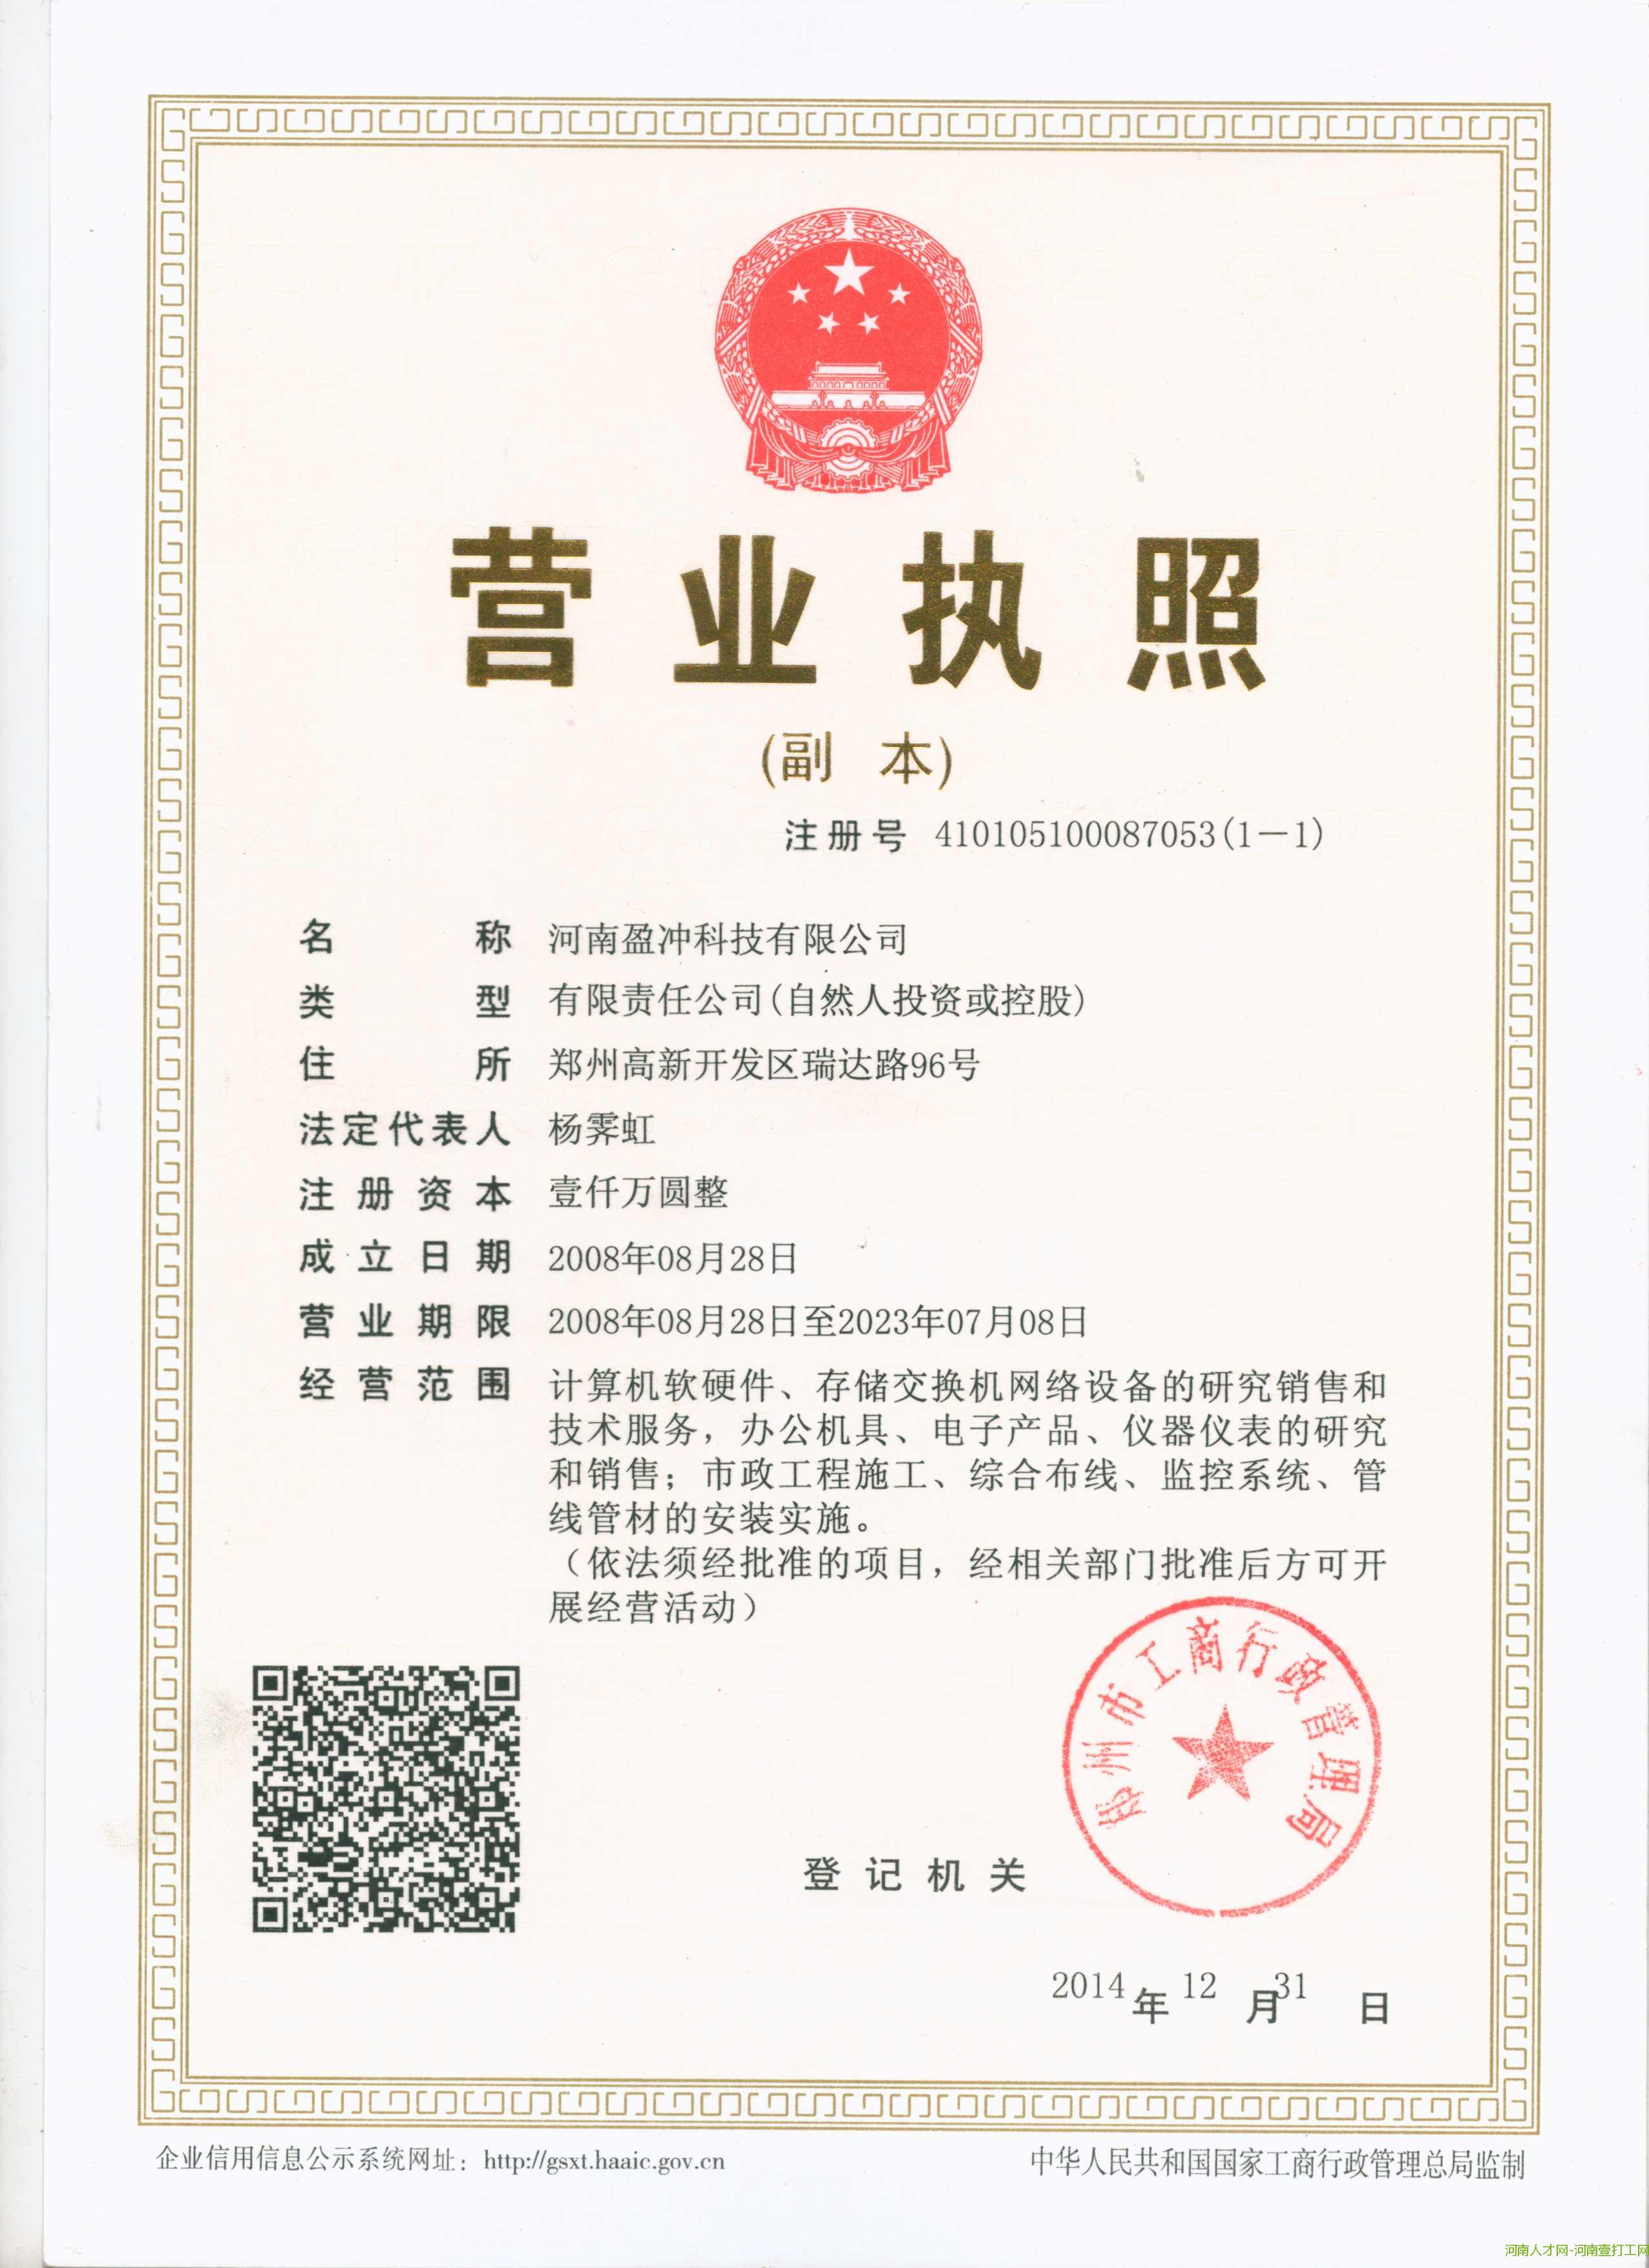 营业执照
(副 本)
注册号 410105100087053(1-1)
名 称 河南盈冲科技有限公司
类 型 有限责任公司(自然人投资或控股)
住 所 郑州高新开发区瑞达路96号
法定代表人 杨霁虹
注册资本 壹仟万圆整
成立日期 2008年08月28日
营业期限 2008年08月28日至2023年07月08日
经营范围 计算机软硬件、存储交换机网络设备的研究销售和
技术服务，办公机具、电子产品、仪器仪表的研究
和销售；市政工程施工、综合布线、监控系统、管
线管材的安装实施。
（依法须经批准的项目，经相关部门批准后方可开
展经营活动）
郑州市工商行政管理局
登记机关
2014年12月31日
企业信用信息公示系统网址：http://gsxt.haaic.gov.cn
中华人民共和国国家工商行政管理总局监制
河南人才网-河南壹打工网